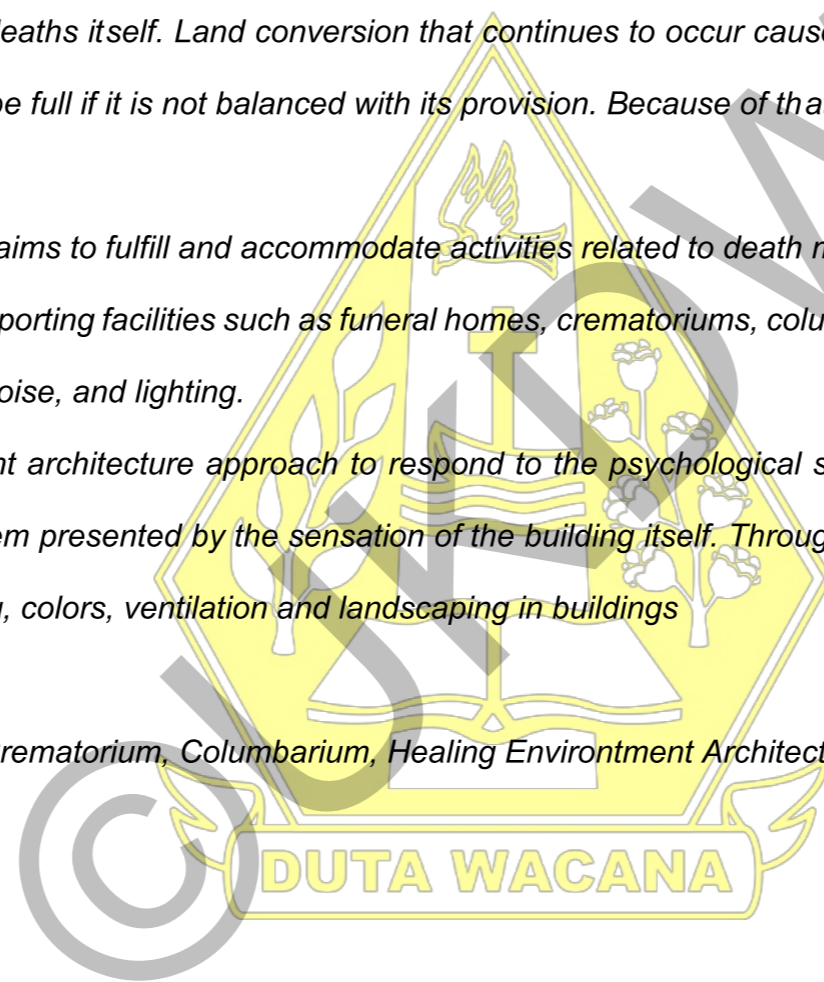 deaths itself. Land conversion that continues to occur cause
be full if it is not balanced with its provision. Because of tha
aims to fulfill and accommodate activities related to death
porting facilities such as funeral homes, crematoriums, colu
oise, and lighting.
nt architecture approach to respond to the psychological s
em presented by the sensation of the building itself. Throug
, colors, ventilation and landscaping in buildings
rematorium, Columbarium, Healing Environtment Architect
DUTA WACANA
©UKDW